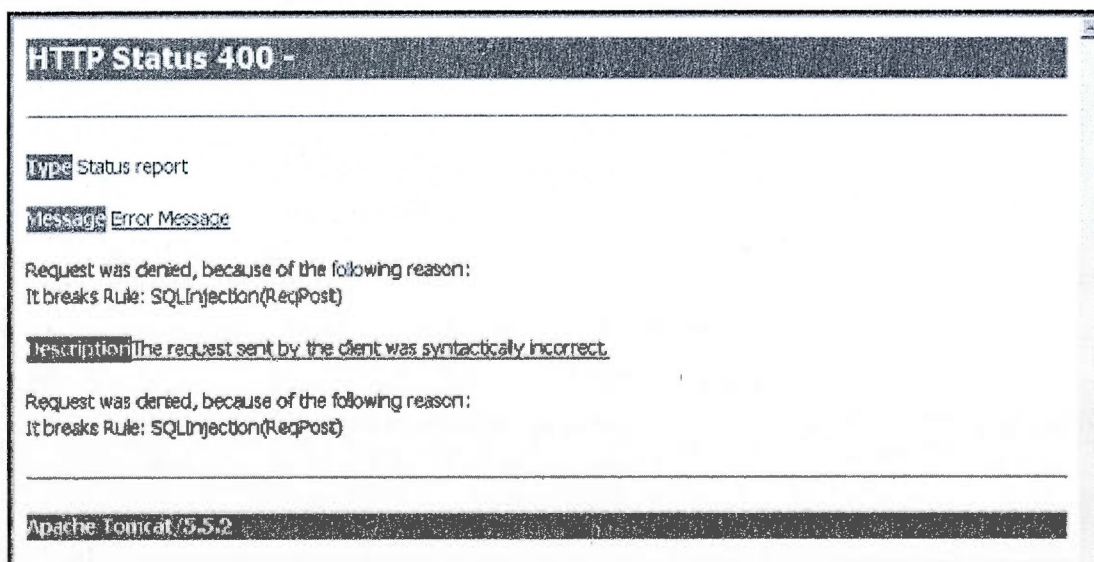 HTTP Status 400 -
Type Status report
Message Error Message
Request was denied, because of the following reason:
It breaks Rule: SQLInjection(ReqPost)
Description The request sent by the client was syntactically incorrect.
Request was denied, because of the following reason:
It breaks Rule: SQLInjection(ReqPost)
Apache Tomcat/5.5.2